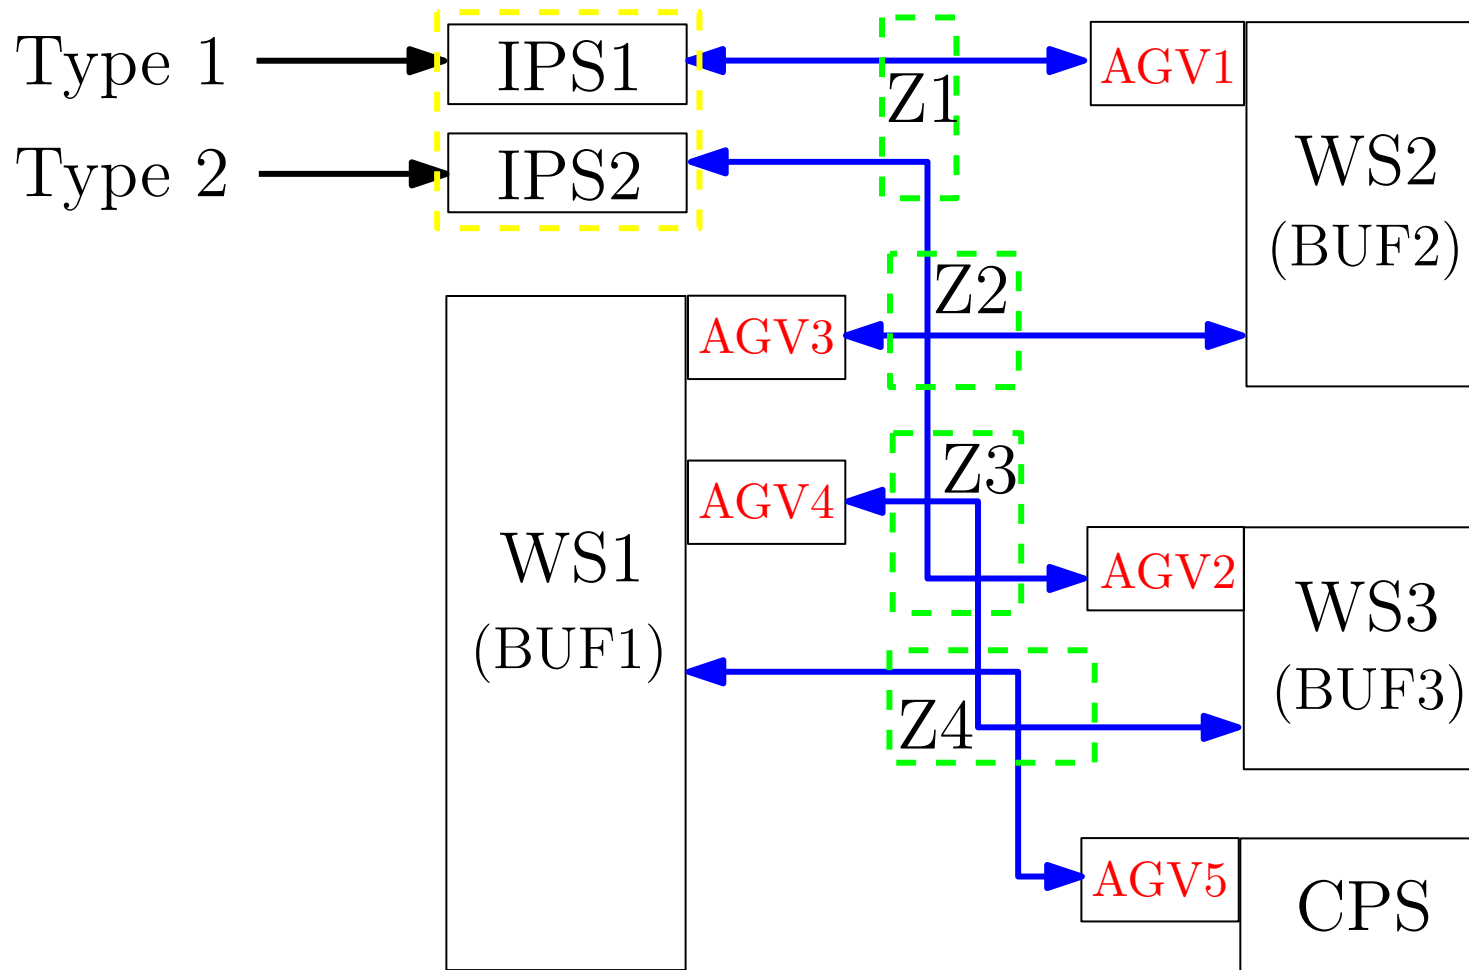 Type 1
IPS1
AGV1
Z1
Type 2
IPS2
WS2
(BUF2)
Z2
AGV3
Z3
AGV4
WS1
(BUF1)
AGV2
WS3
(BUF3)
Z4
AGV5
CPS